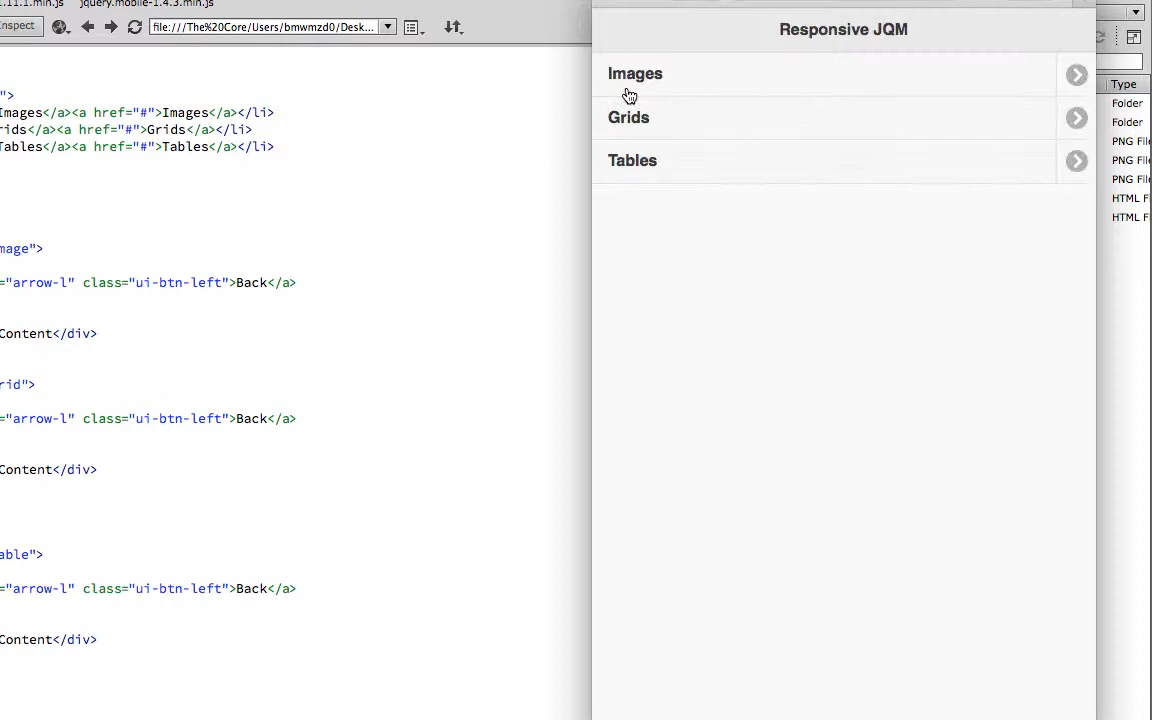 1.11.1.min.js jquery.mobile-1.4.3.min.js
Inspect
file:///The%20Core/Users/bmwmzd0/Desk...
">
Images</a><a href="#">Images</a></li>
rids</a><a href="#">Grids</a></li>
Tables</a><a href="#">Tables</a></li>
mage">
="arrow-l" class="ui-btn-left">Back</a>
Content</div>
rid">
="arrow-l" class="ui-btn-left">Back</a>
Content</div>
able">
="arrow-l" class="ui-btn-left">Back</a>
Content</div>
Responsive JQM
Images
Grids
Tables
Type
Folder
Folder
PNG File
PNG File
PNG File
HTML F
HTML F